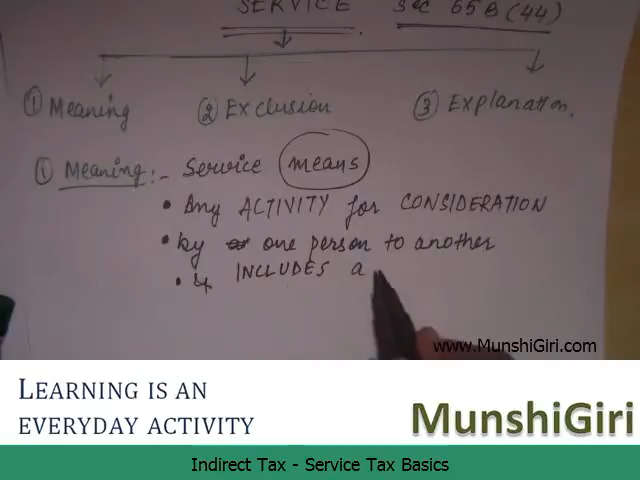 SERVICE Sec 65B (44)
① Meaning ② Exclusion ③ Explanation.
① Meaning:- Service means
• Any ACTIVITY for CONSIDERATION
• by one person to another
• & INCLUDES a
www.MunshiGiri.com
LEARNING IS AN
EVERYDAY ACTIVITY
MunshiGiri
Indirect Tax - Service Tax Basics